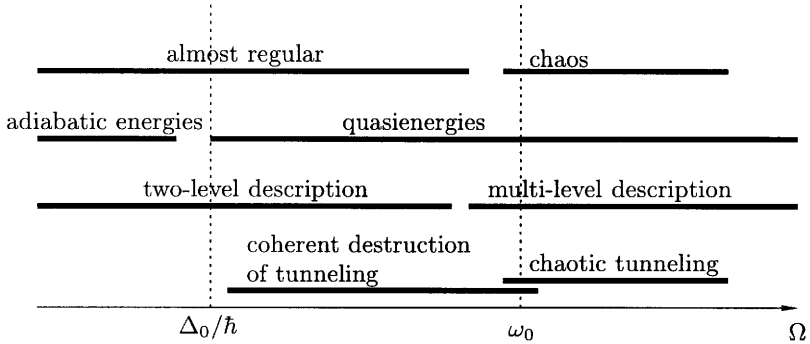 almost regular
chaos
adiabatic energies
quasienergies
two-level description
multi-level description
coherent destruction
of tunneling
chaotic tunneling
Δ₀/ħ
ω₀
Ω